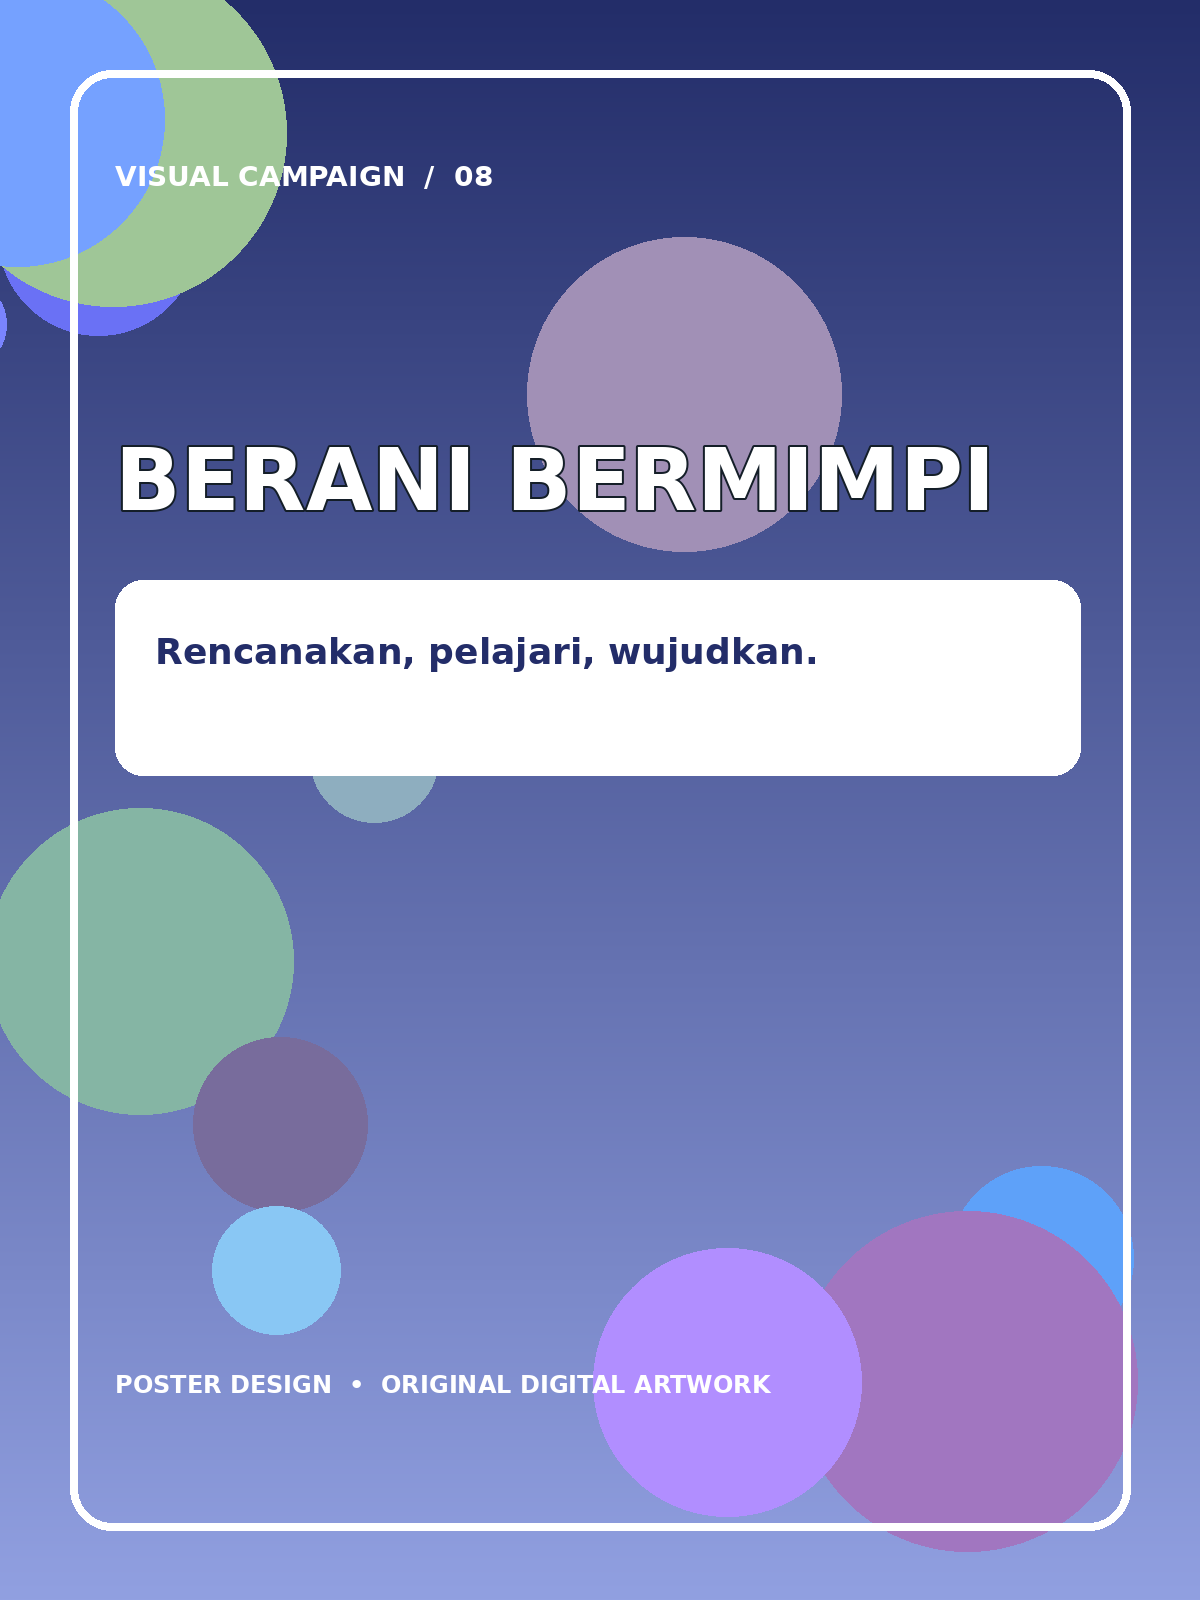 VISUAL CAMPAIGN / 08
BERANI BERMIMPI
Rencanakan, pelajari, wujudkan.
POSTER DESIGN • ORIGINAL DIGITAL ARTWORK